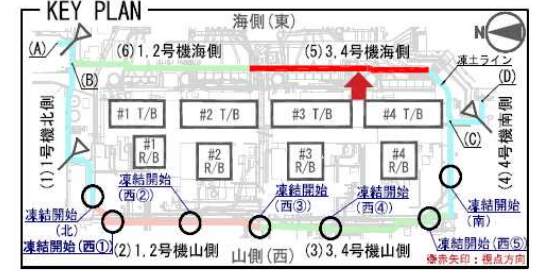 KEY PLAN
海側(東)
N
(A)
(6)1,2号機海側
(5)3,4号機海側
凍土ライン
(B)
(D)
#1 T/B
#2 T/B
#3 T/B
#4 T/B
(1)1号機北側
#1
R/B
#2
R/B
#3
R/B
#4
R/B
(C)
(4)4号機南側
凍結開始
(西②)
凍結開始
(西③)
凍結開始
(西④)
凍結開始
(北)
凍結開始
(南)
凍結開始(西①)
(2)1,2号機山側
山側(西)
(3)3,4号機山側
凍結開始(西⑤)
※赤矢印：視点方向